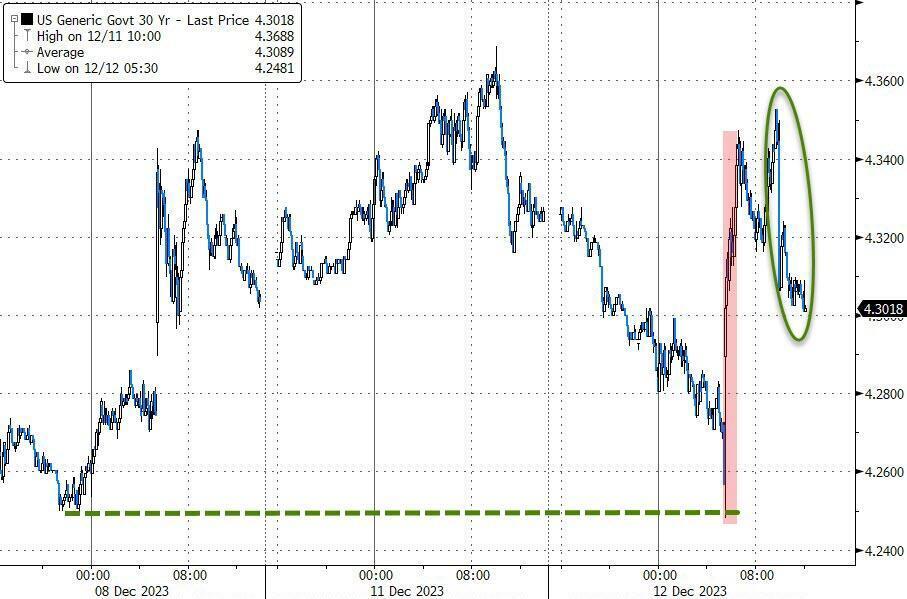 US Generic Govt 30 Yr - Last Price 4.3018
High on 12/11 10:00 4.3688
Average 4.3089
Low on 12/12 05:30 4.2481
4.3600
4.3400
4.3200
4.3018
4.3000
4.2800
4.2600
4.2400
00:00 08:00 00:00 08:00 00:00 08:00
08 Dec 2023 11 Dec 2023 12 Dec 2023